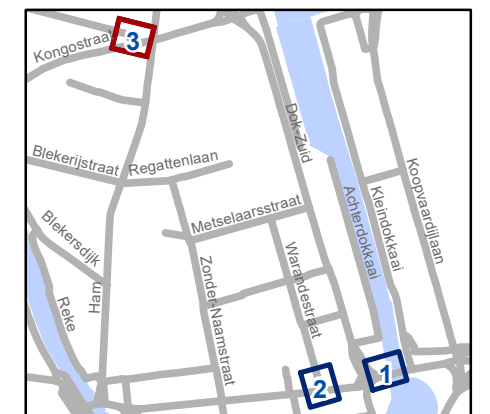 Kongostraat
3
Dok-Zuid
Blekerijstraat
Regattenlaan
Koopvaardijlaan
Achterdokkaai
Kleindokkaai
Metselaarsstraat
Blekersdijk
Warandestraat
Zonder-Naamstraat
Ham
Reke
1
2